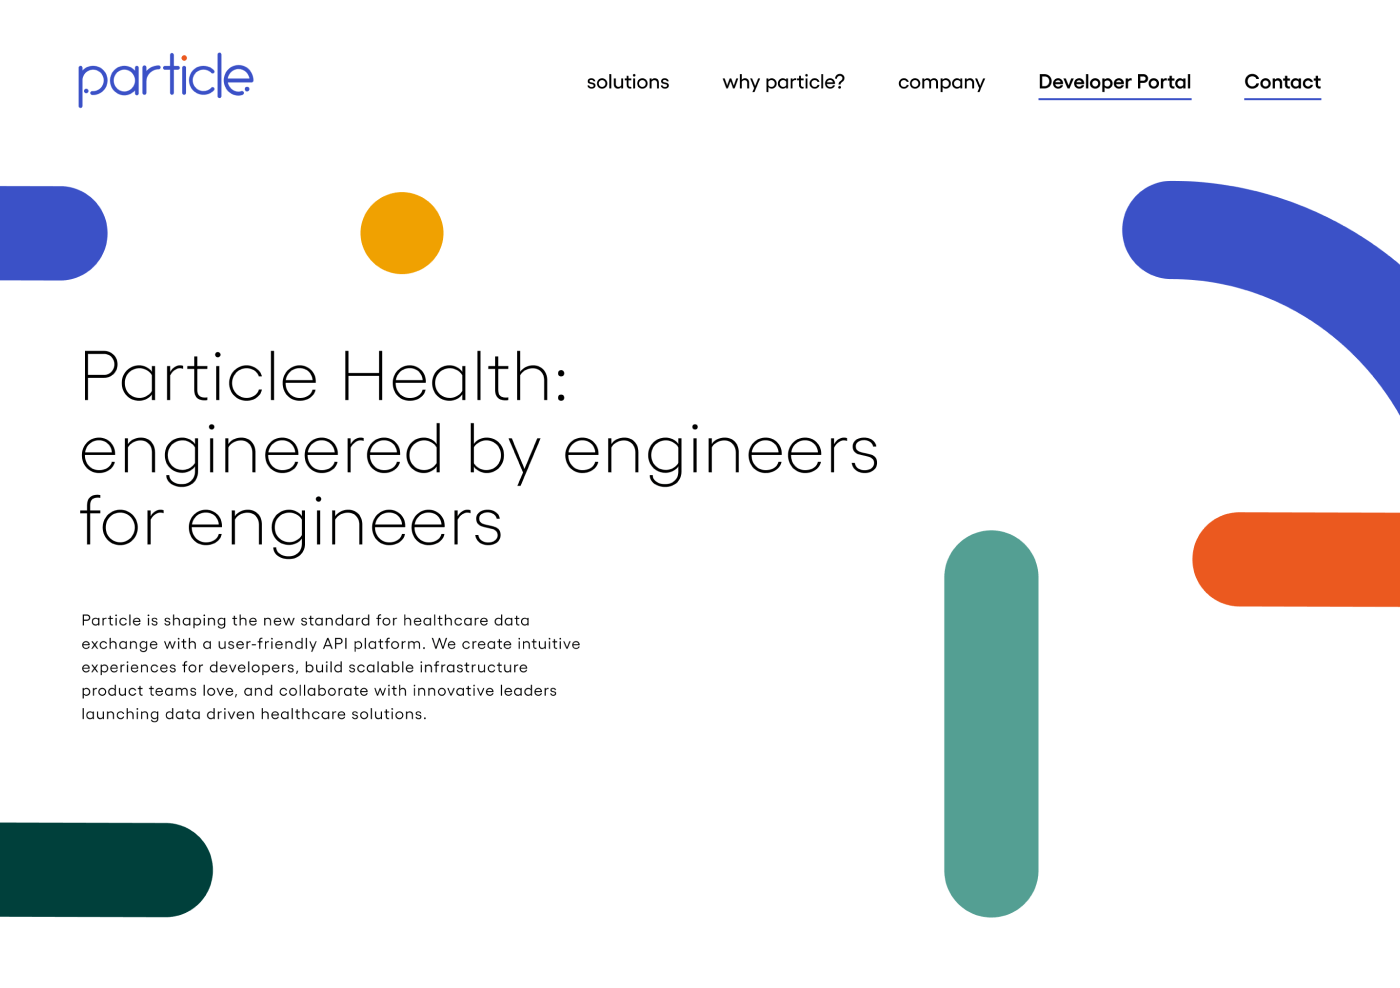 particle
solutions why particle? company Developer Portal Contact
Particle Health:
engineered by engineers
for engineers
Particle is shaping the new standard for healthcare data
exchange with a user-friendly API platform. We create intuitive
experiences for developers, build scalable infrastructure
product teams love, and collaborate with innovative leaders
launching data driven healthcare solutions.